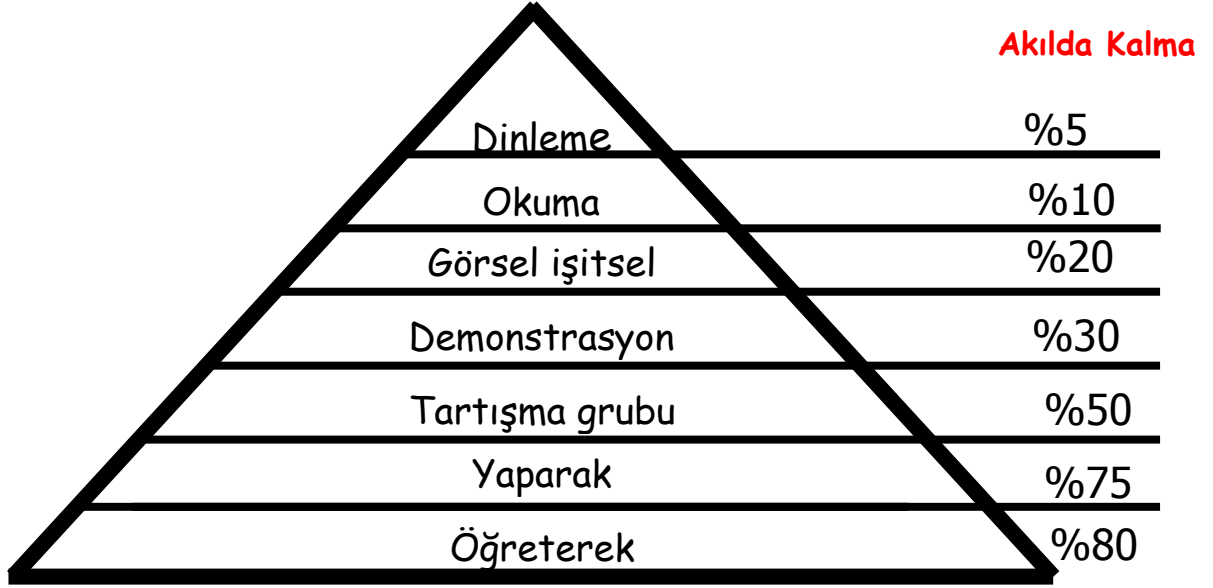 Akılda Kalma
Dinleme %5
Okuma %10
Görsel işitsel %20
Demonstrasyon %30
Tartışma grubu %50
Yaparak %75
Öğreterek %80